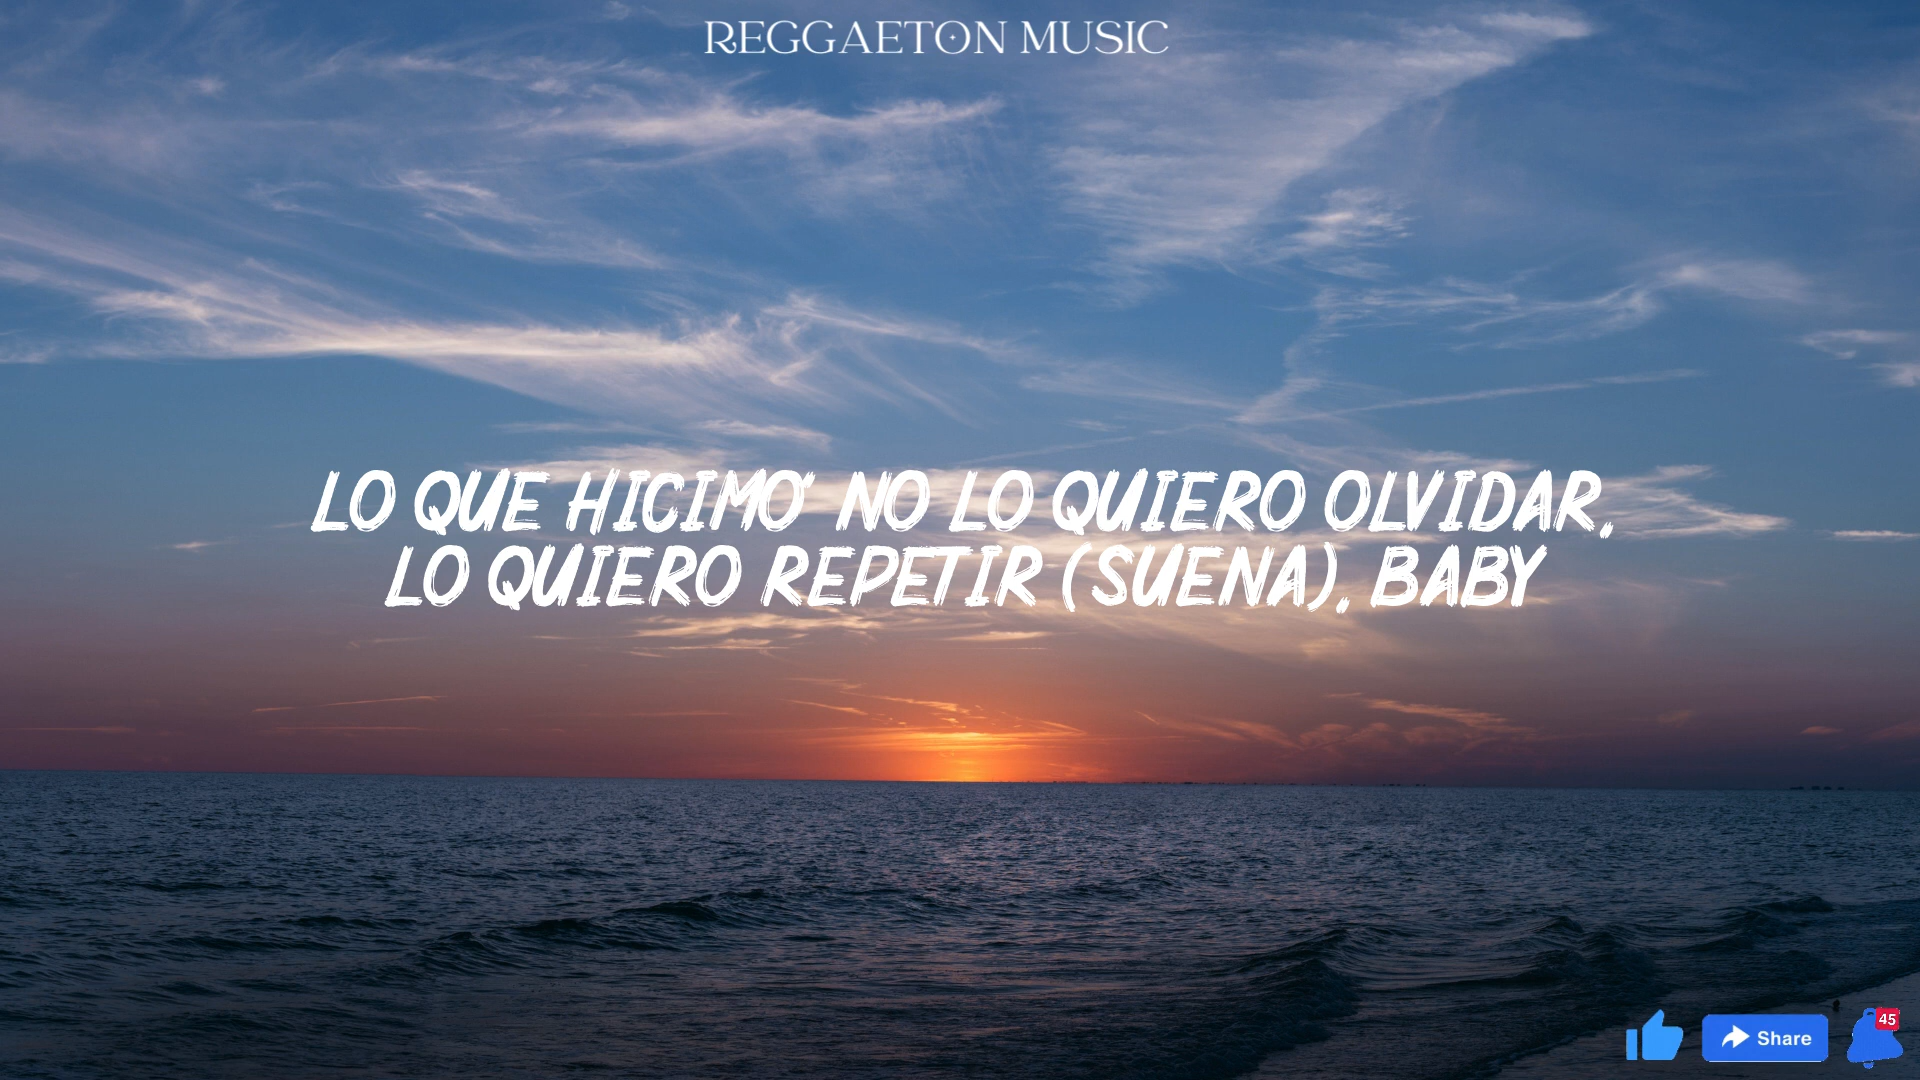 REGGAETON MUSIC
LO QUE HICIMO' NO LO QUIERO OLVIDAR,
LO QUIERO REPETIR (SUENA), BABY
Share
45